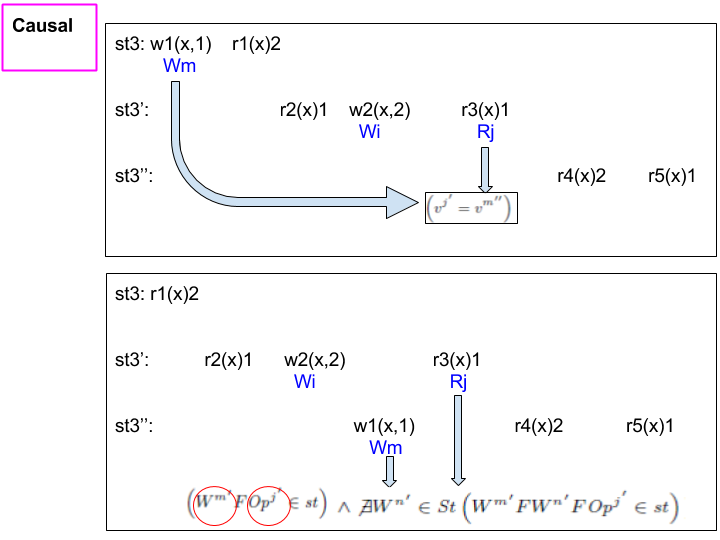 Causal
st3: w1(x,1) r1(x)2
Wm
st3’: r2(x)1 w2(x,2) r3(x)1
Wi Rj
st3’’: r4(x)2 r5(x)1
(v^{j'} = v^{m''})
st3: r1(x)2
st3’: r2(x)1 w2(x,2) r3(x)1
Wi Rj
st3’’: w1(x,1) r4(x)2 r5(x)1
Wm
(W^{m'} F Op^{j'} ∈ st) ∧ ∄W^{n'} ∈ St (W^{m'} F W^{n'} F Op^{j'} ∈ st)